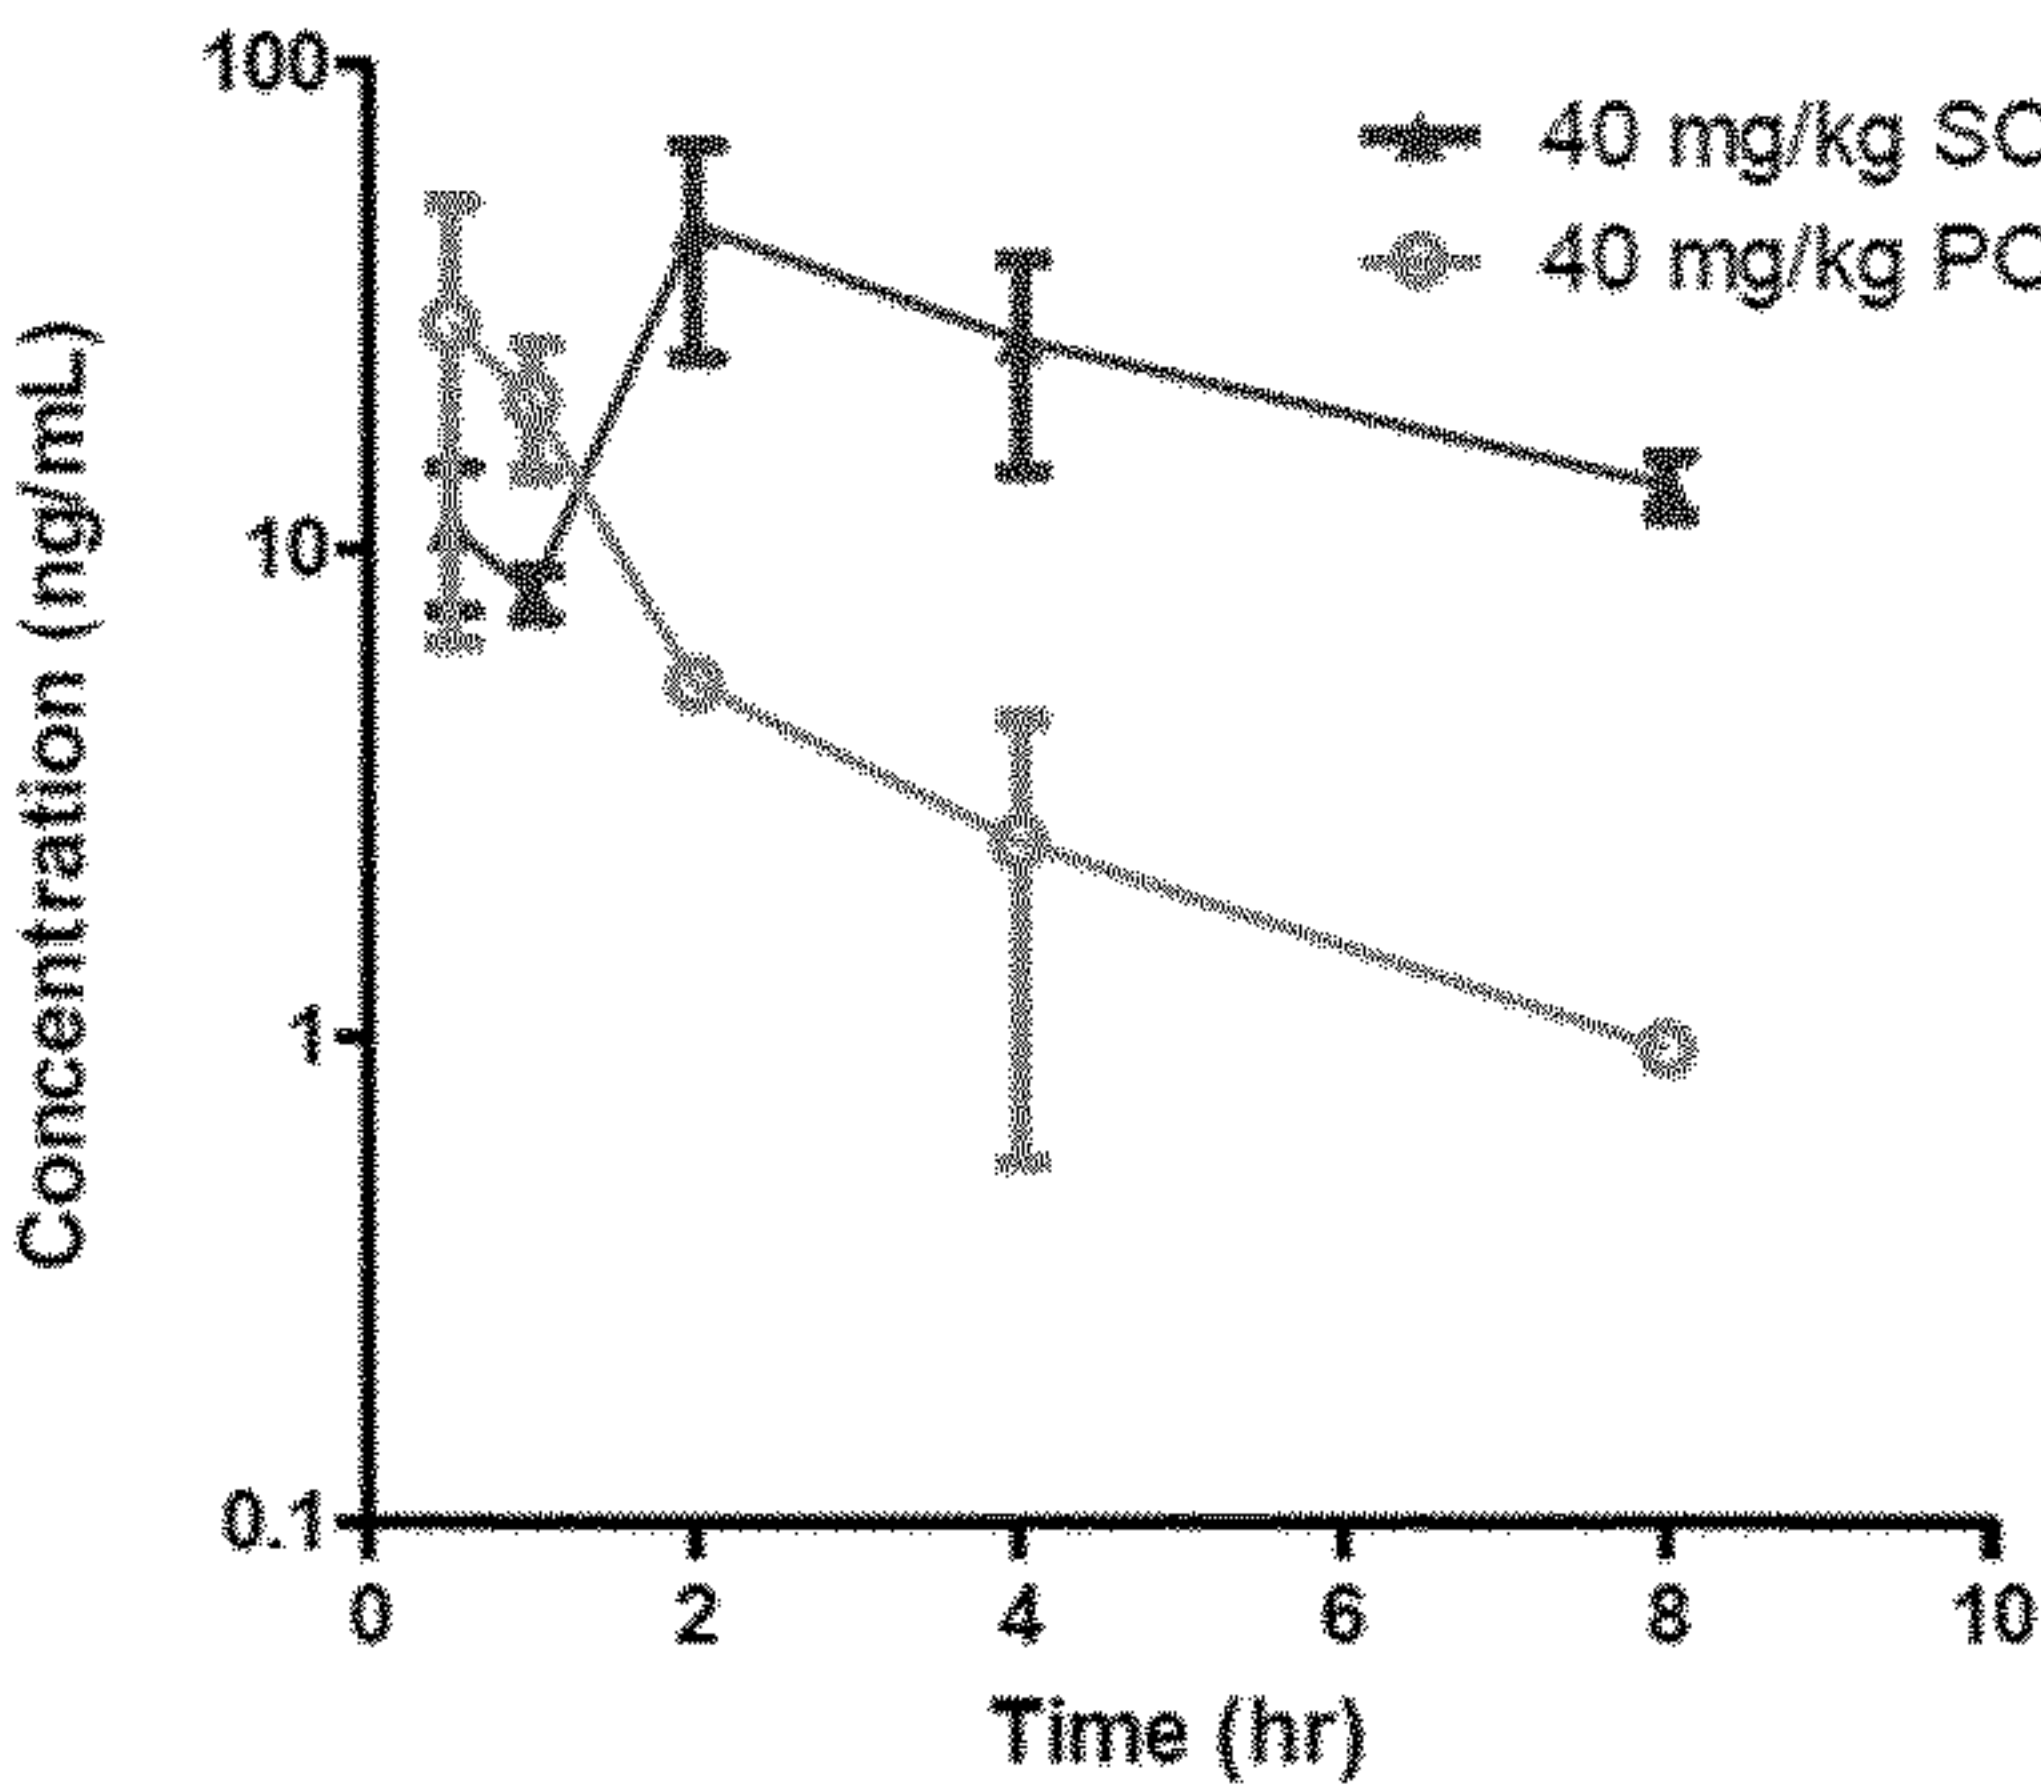 100
10
1
0.1
Concentration (ng/mL)
40 mg/kg SC
40 mg/kg PO
0 2 4 6 8 10
Time (hr)